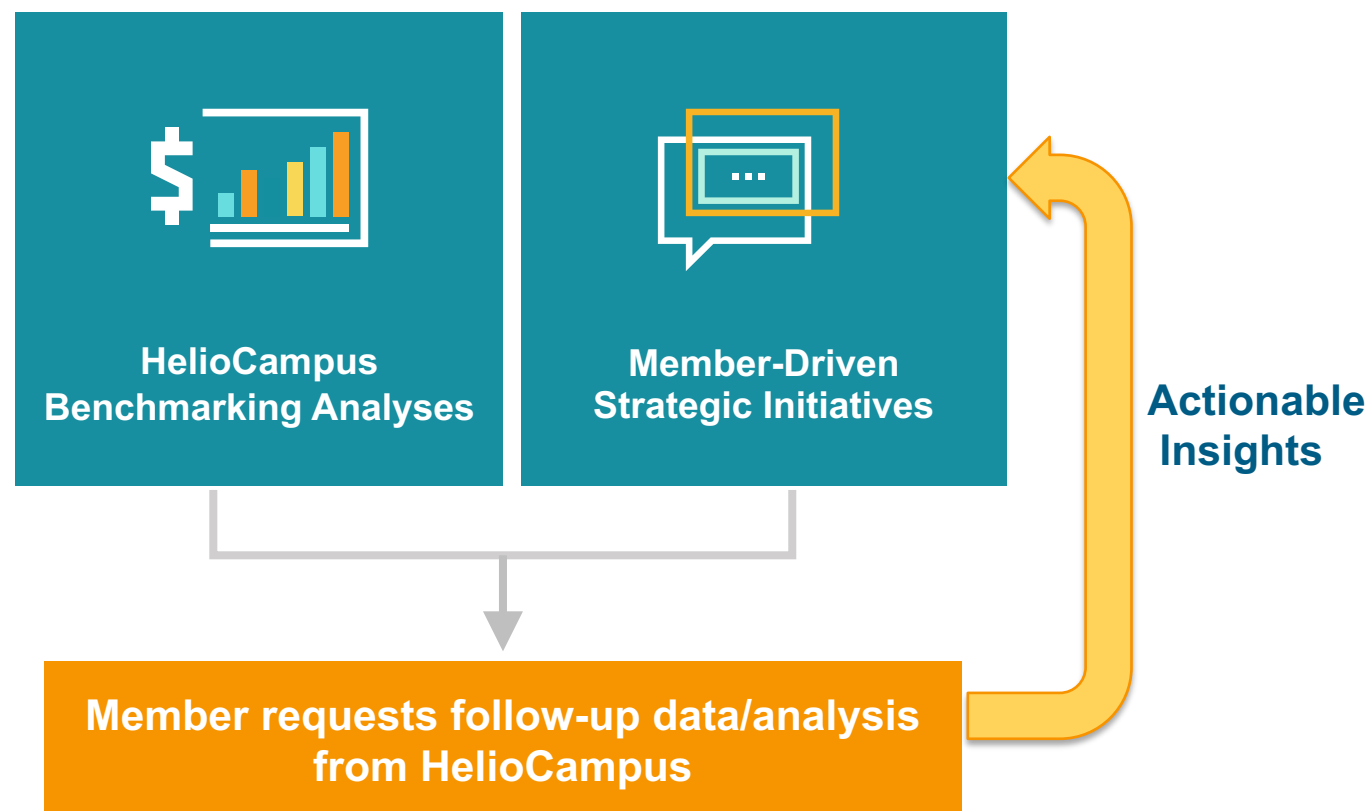 HelioCampus
Benchmarking Analyses
Member-Driven
Strategic Initiatives
Actionable
Insights
Member requests follow-up data/analysis
from HelioCampus